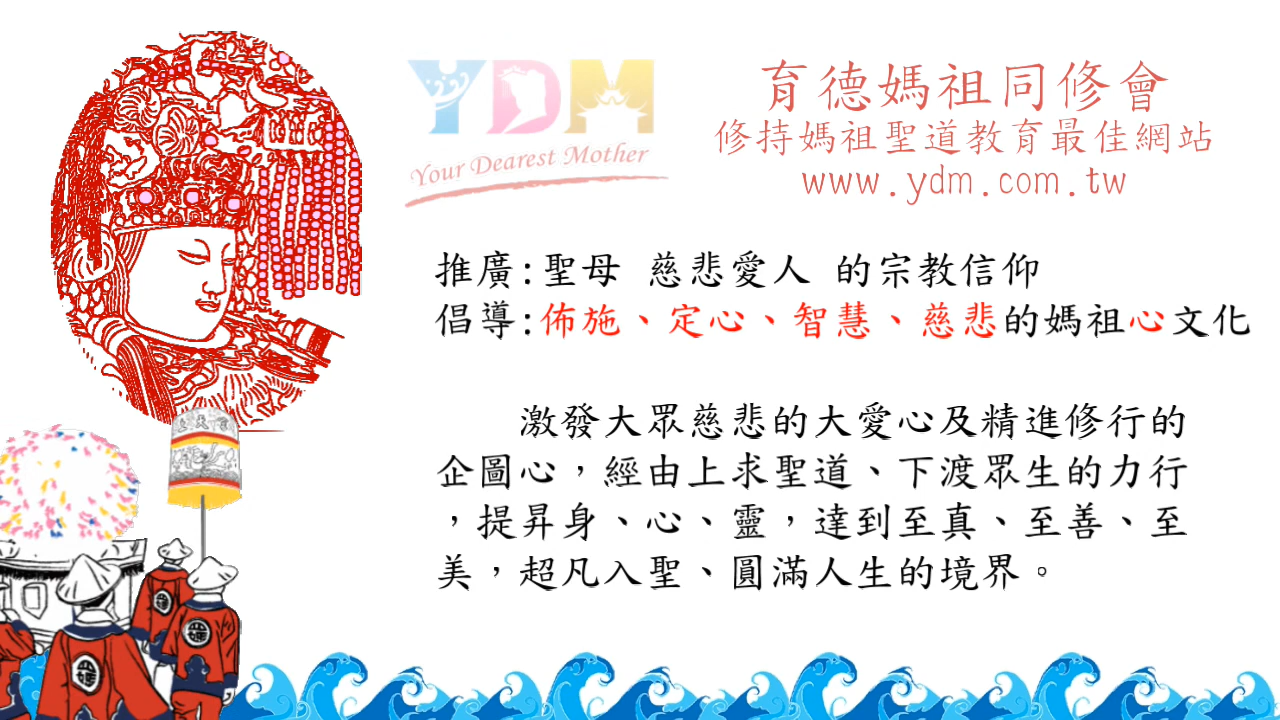 YDM
Your Dearest Mother
育德媽祖同修會
修持媽祖聖道教育最佳網站
www.ydm.com.tw
推廣:聖母 慈悲愛人 的宗教信仰
倡導:佈施、定心、智慧、慈悲的媽祖心文化
激發大眾慈悲的大愛心及精進修行的
企圖心，經由上求聖道、下渡眾生的力行
，提昇身、心、靈，達到至真、至善、至
美，超凡入聖、圓滿人生的境界。